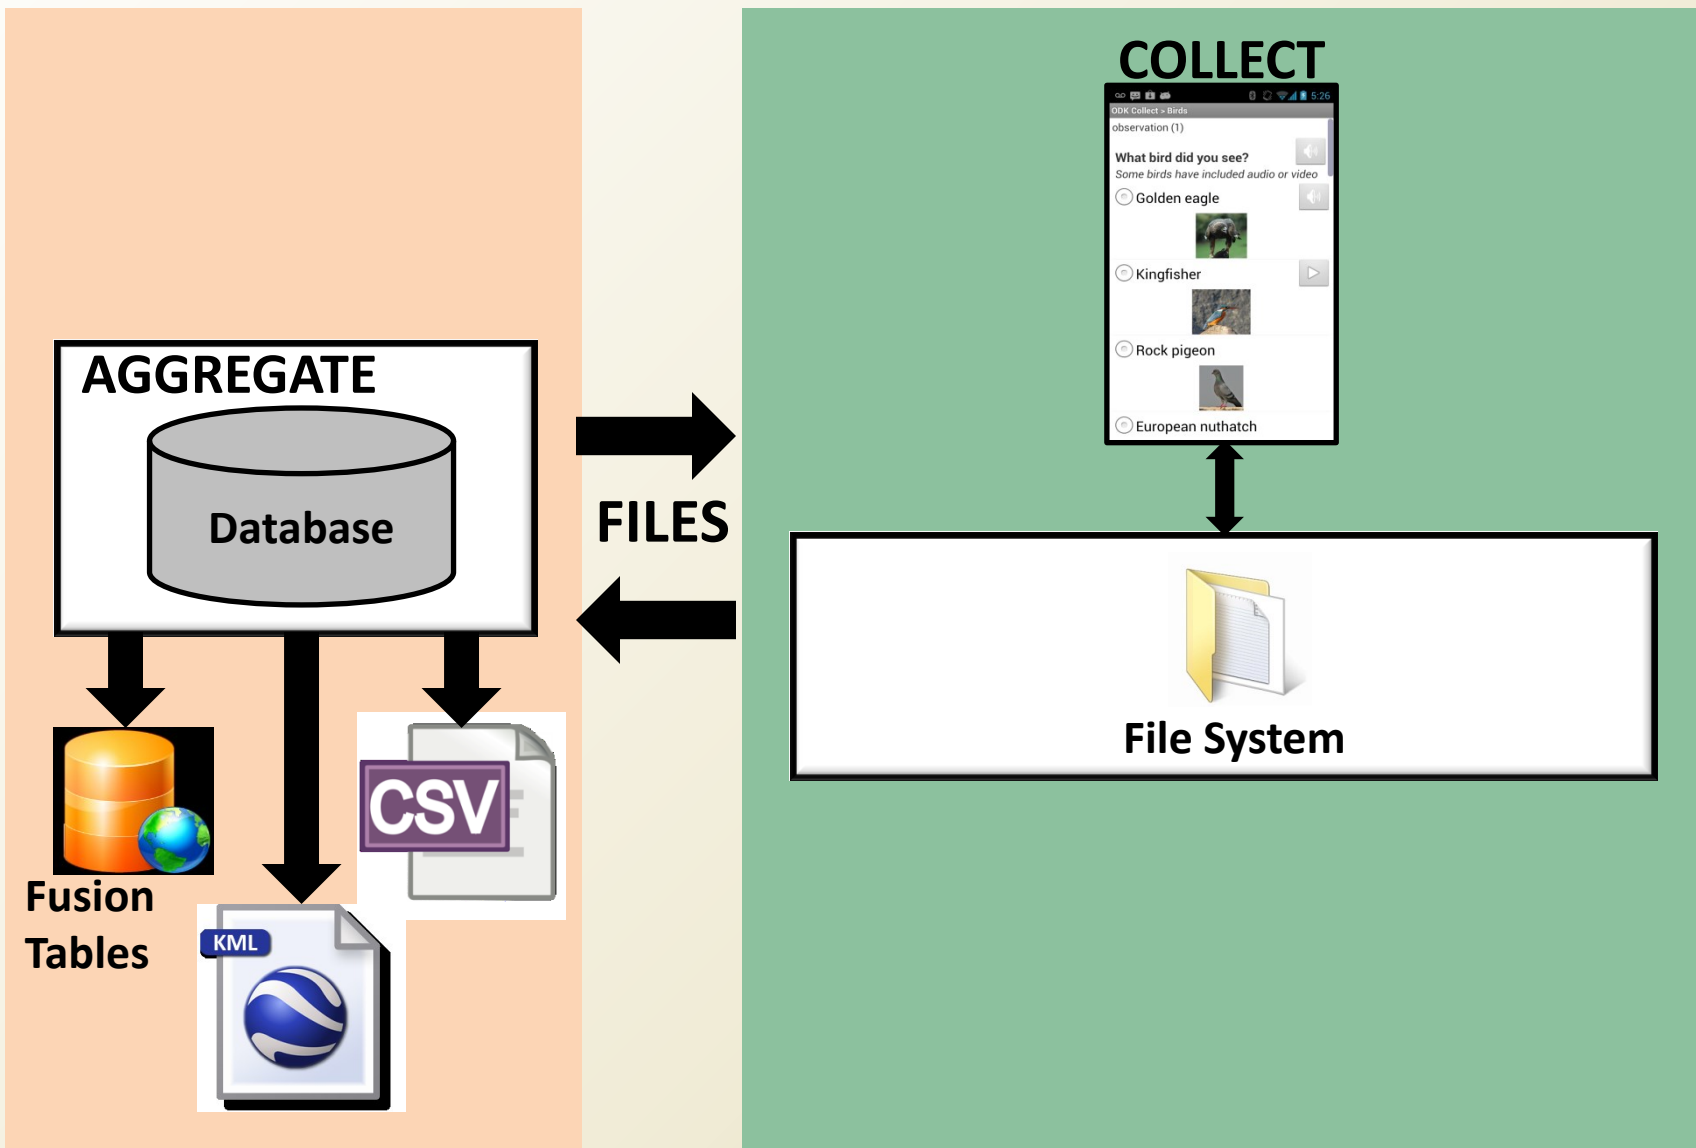 COLLECT
5:26
ODK Collect > Birds
observation (1)
What bird did you see?
Some birds have included audio or video
Golden eagle
Kingfisher
Rock pigeon
European nuthatch
AGGREGATE
Database
FILES
File System
CSV
Fusion
Tables
KML